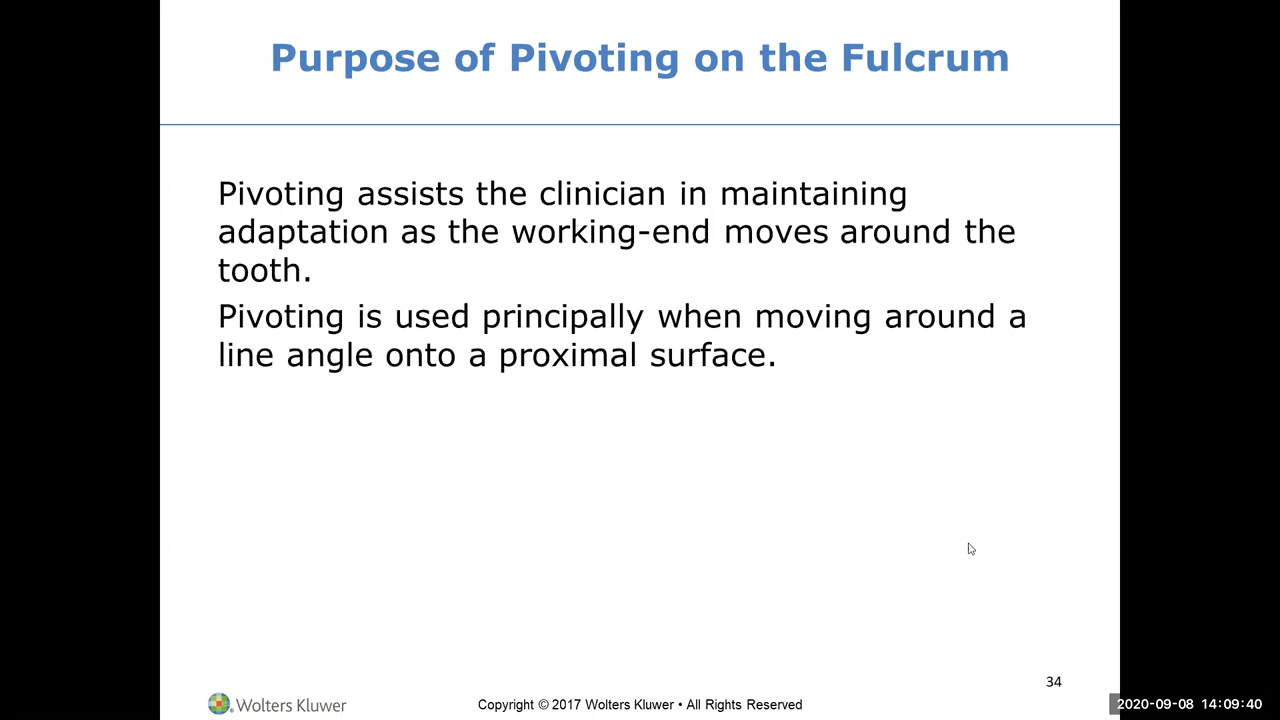 Purpose of Pivoting on the Fulcrum
Pivoting assists the clinician in maintaining
adaptation as the working-end moves around the
tooth.
Pivoting is used principally when moving around a
line angle onto a proximal surface.
34
Wolters Kluwer
Copyright © 2017 Wolters Kluwer • All Rights Reserved
2020-09-08 14:09:40